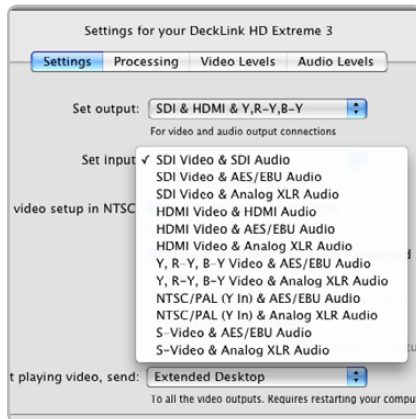 Settings for your DeckLink HD Extreme 3
Settings Processing Video Levels Audio Levels
Set output: SDI & HDMI & Y,R-Y,B-Y
For video and audio output connections
Set input ✓ SDI Video & SDI Audio
SDI Video & AES/EBU Audio
SDI Video & Analog XLR Audio
video setup in NTSC
HDMI Video & HDMI Audio
HDMI Video & AES/EBU Audio
HDMI Video & Analog XLR Audio
Y, R-Y, B-Y Video & AES/EBU Audio
Y, R-Y, B-Y Video & Analog XLR Audio
NTSC/PAL (Y In) & AES/EBU Audio
NTSC/PAL (Y In) & Analog XLR Audio
S-Video & AES/EBU Audio
S-Video & Analog XLR Audio
t playing video, send: Extended Desktop
To all the video outputs. Requires restarting your compu